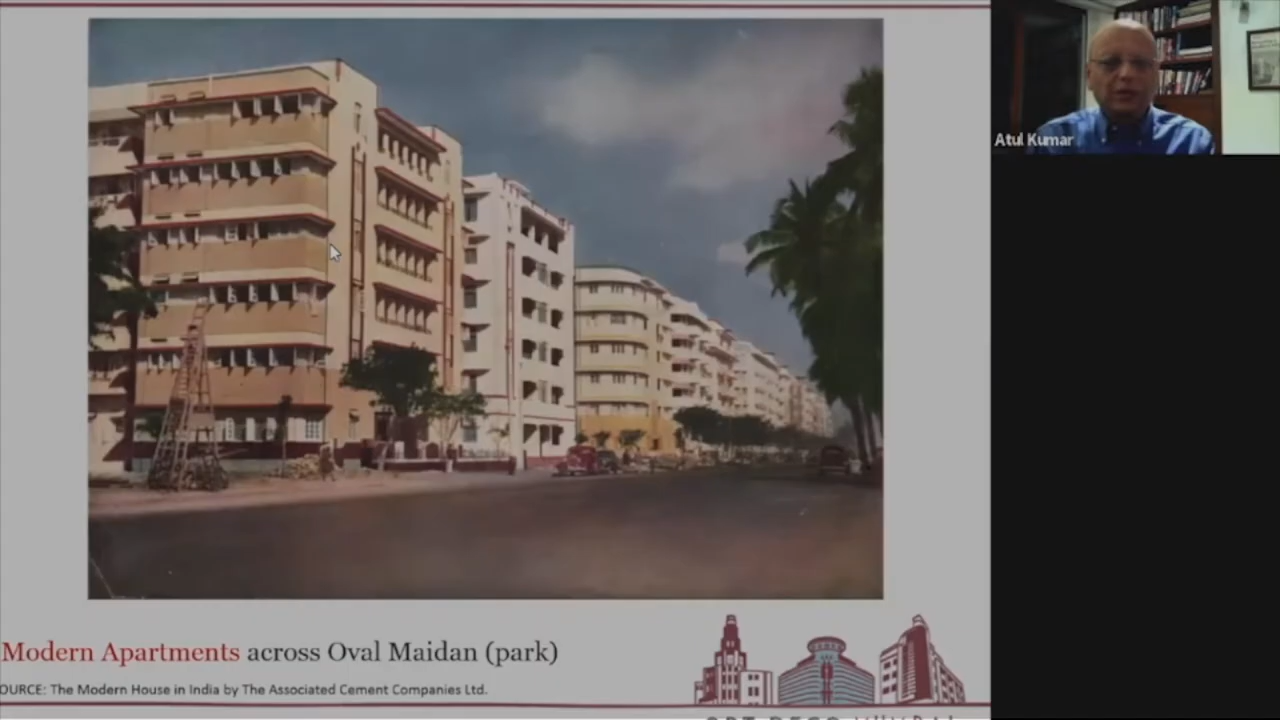 Atul Kumar
Modern Apartments across Oval Maidan (park)
OURCE: The Modern House in India by The Associated Cement Companies Ltd.